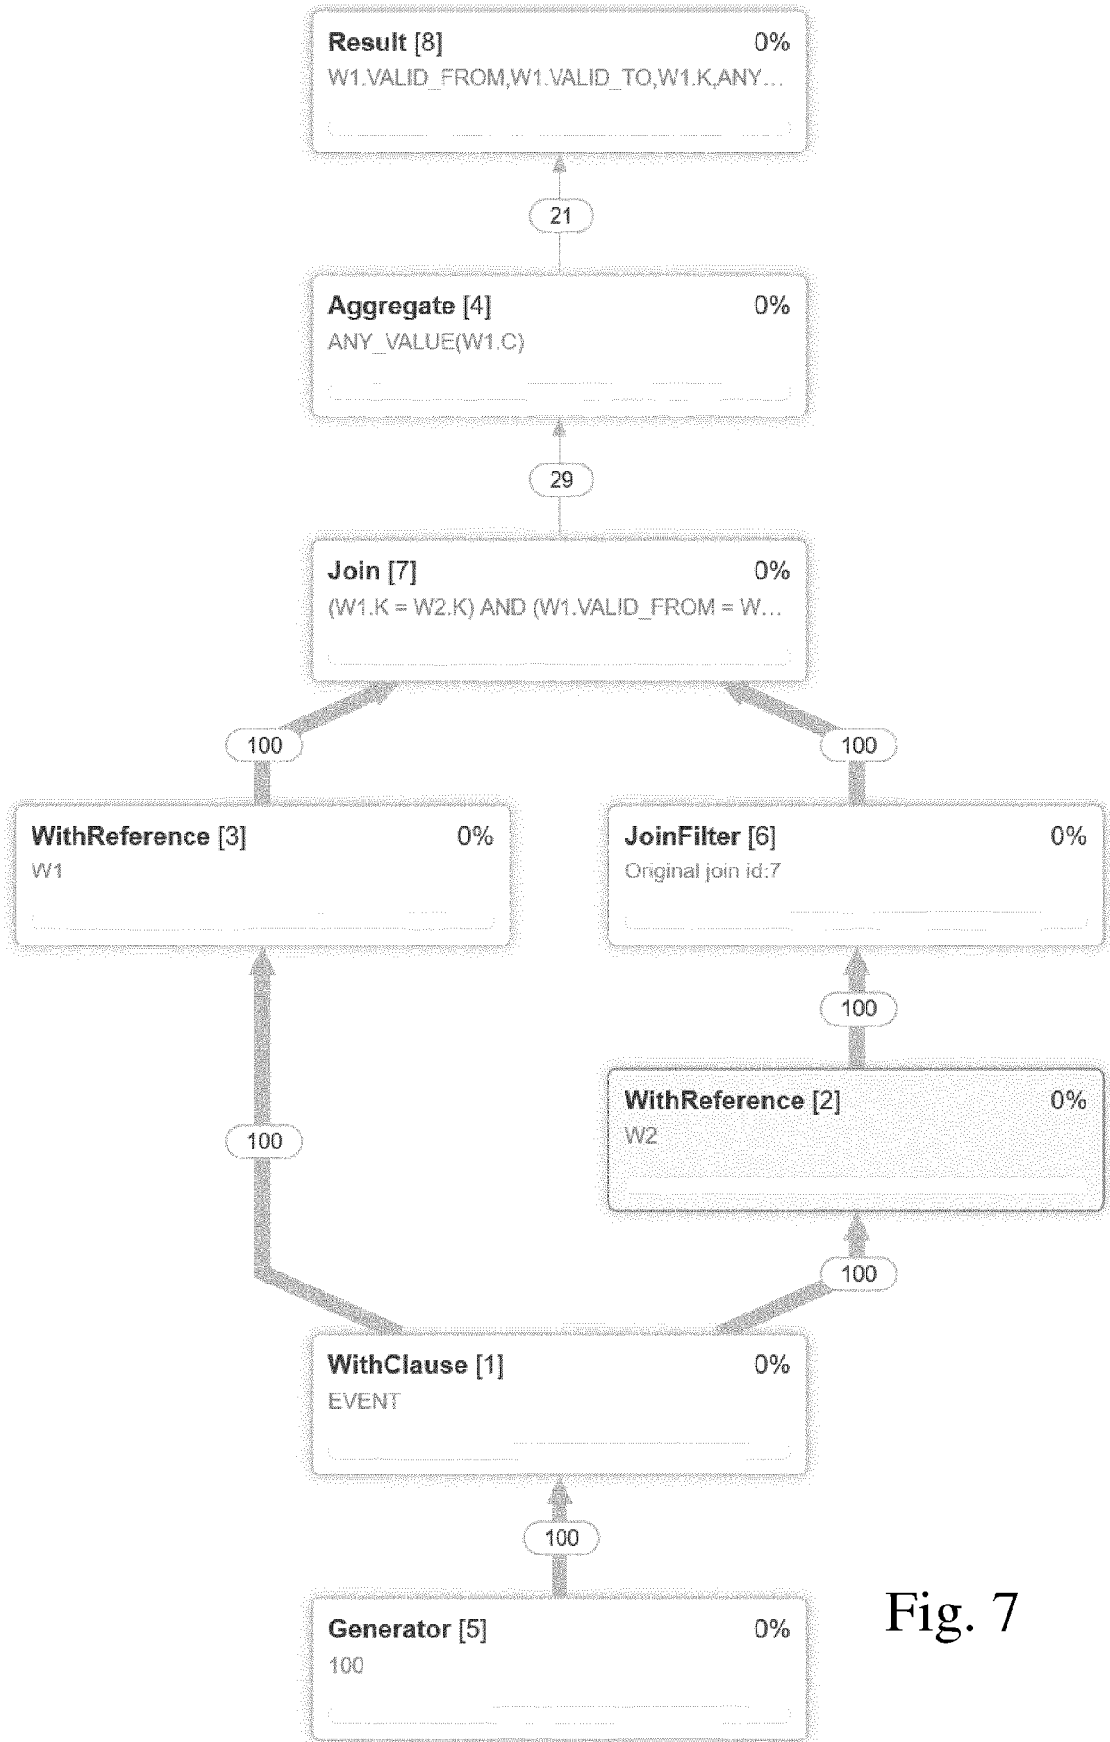 Result [8] 0%
W1.VALID_FROM,W1.VALID_TO,W1.K,ANY...
21
Aggregate [4] 0%
ANY_VALUE(W1.C)
29
Join [7] 0%
(W1.K = W2.K) AND (W1.VALID_FROM = W...
100 100
WithReference [3] 0%
W1
JoinFilter [6] 0%
Original join id:7
100
WithReference [2] 0%
W2
100
100
WithClause [1] 0%
EVENT
100
Generator [5] 0%
100
Fig. 7